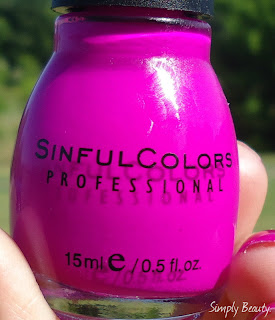 SINFULCOLORS
PROFESSIONAL
15ml e / 0.5 fl. oz.
Simply Beauty